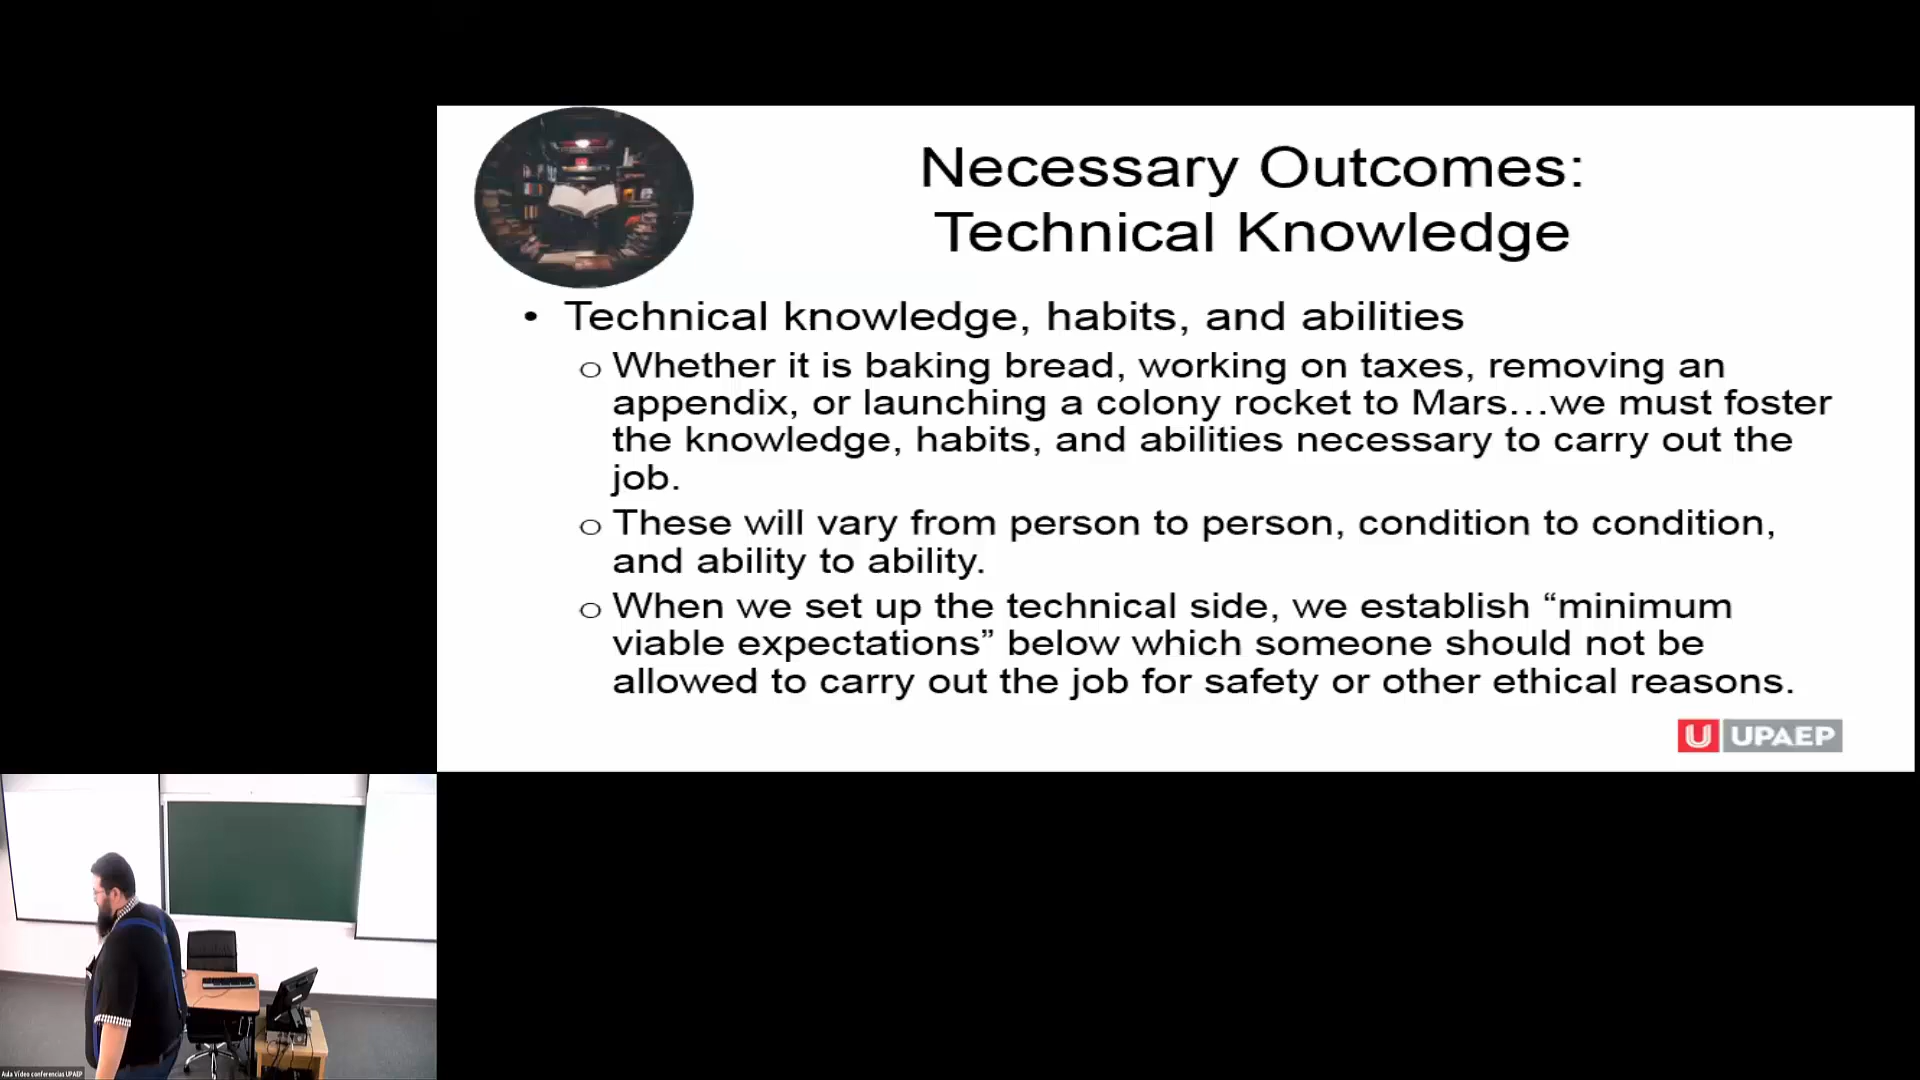 Necessary Outcomes:
Technical Knowledge
• Technical knowledge, habits, and abilities
o Whether it is baking bread, working on taxes, removing an
appendix, or launching a colony rocket to Mars…we must foster
the knowledge, habits, and abilities necessary to carry out the
job.
o These will vary from person to person, condition to condition,
and ability to ability.
o When we set up the technical side, we establish “minimum
viable expectations” below which someone should not be
allowed to carry out the job for safety or other ethical reasons.
U UPAEP
Aula Video conferencias UPAEP